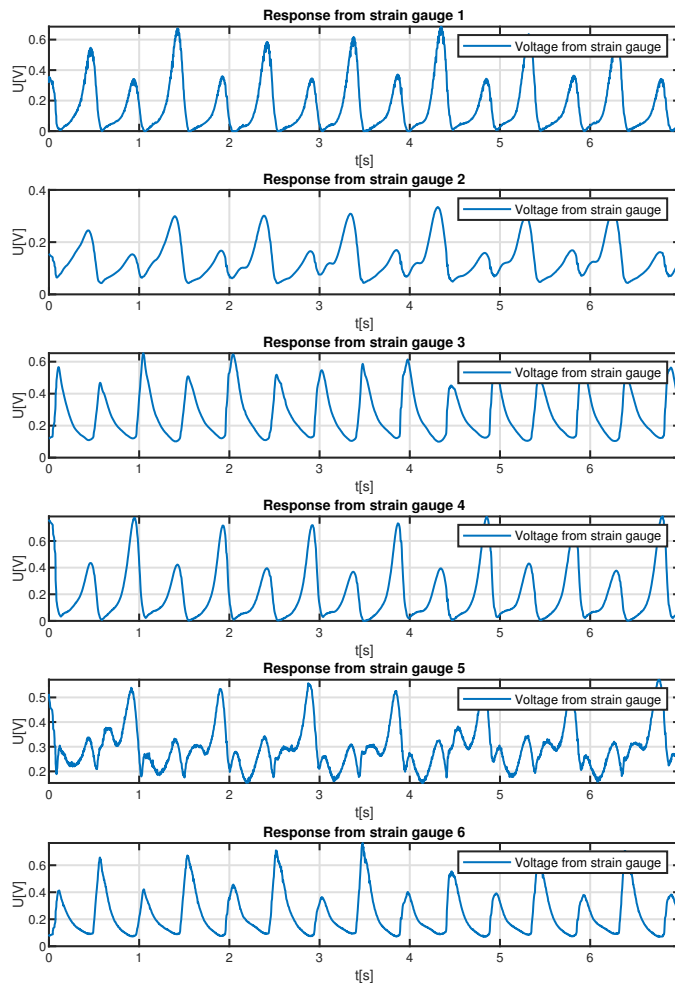 Response from strain gauge 1
0.6
0.4
0.2
0
U[V]
Voltage from strain gauge
0 1 2 3 4 5 6
t[s]
Response from strain gauge 2
0.4
0.2
0
U[V]
Voltage from strain gauge
0 1 2 3 4 5 6
t[s]
Response from strain gauge 3
0.6
0.4
0.2
0
U[V]
Voltage from strain gauge
0 1 2 3 4 5 6
t[s]
Response from strain gauge 4
0.6
0.4
0.2
0
U[V]
Voltage from strain gauge
0 1 2 3 4 5 6
t[s]
Response from strain gauge 5
0.5
0.4
0.3
0.2
U[V]
Voltage from strain gauge
0 1 2 3 4 5 6
t[s]
Response from strain gauge 6
0.6
0.4
0.2
0
U[V]
Voltage from strain gauge
0 1 2 3 4 5 6
t[s]